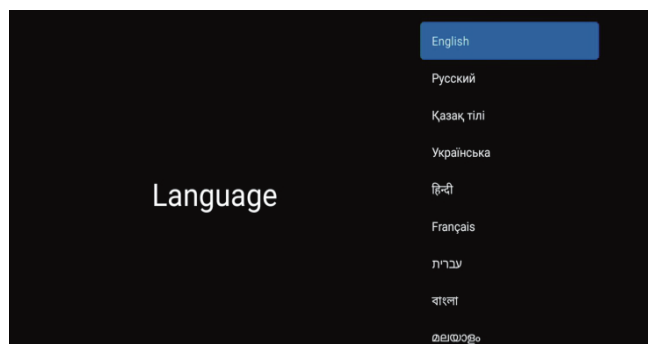 Language
English
Русский
Қазақ тілі
Українська
हिन्दी
Français
עברית
বাংলা
മലയാളം